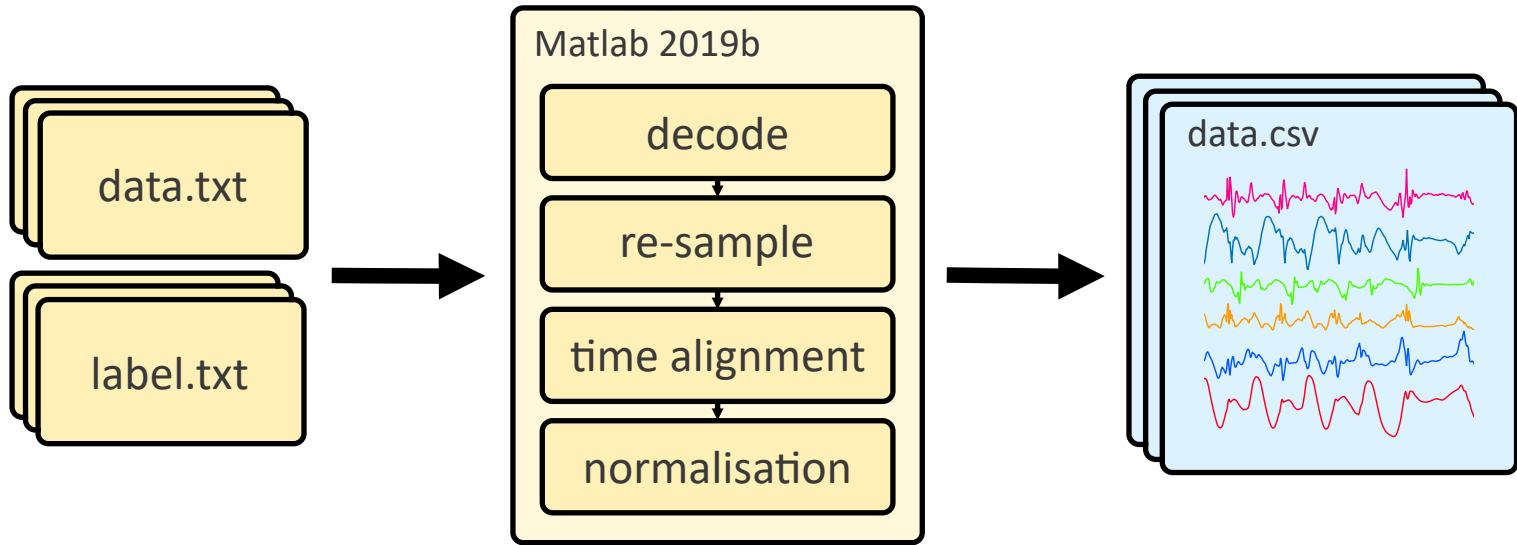 data.txt
label.txt
Matlab 2019b
decode
re-sample
time alignment
normalisation
data.csv